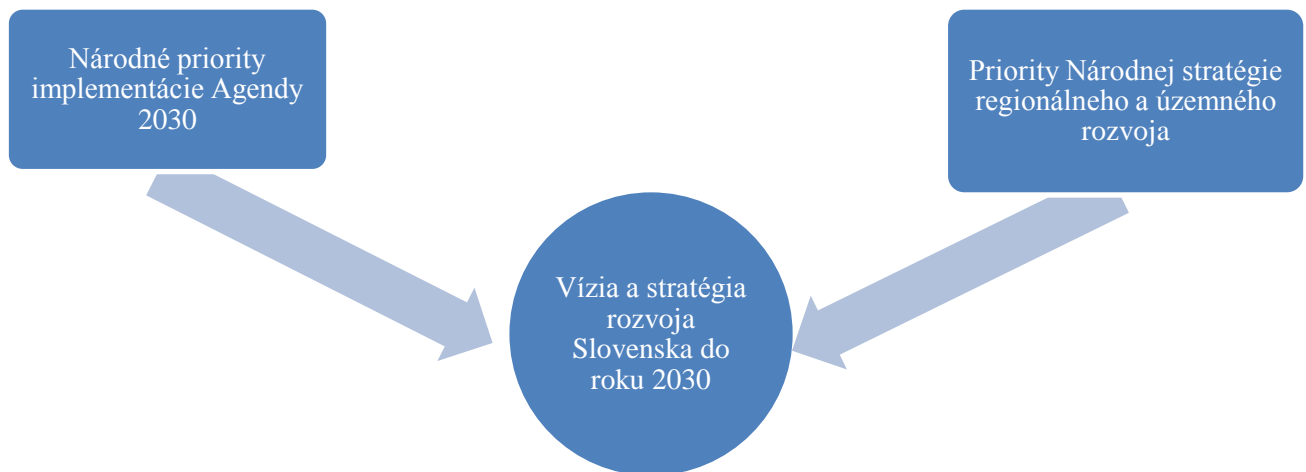 Národné priority
implementácie Agendy
2030
Priority Národnej stratégie
regionálneho a územného
rozvoja
Vízia a stratégia
rozvoja
Slovenska do
roku 2030